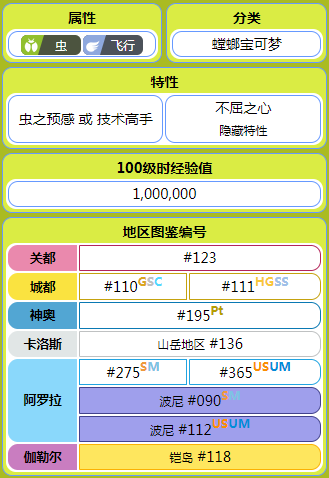 属性 分类
虫 飞行 螳螂宝可梦
特性
虫之预感 或 技术高手 不屈之心
隐藏特性
100级时经验值
1,000,000
地区图鉴编号
关都 #123
城都 #110GSC #111HGSS
神奥 #195Pt
卡洛斯 山岳地区 #136
阿罗拉 #275SM #365USUM
波尼 #090SM
波尼 #112USUM
伽勒尔 铠岛 #118